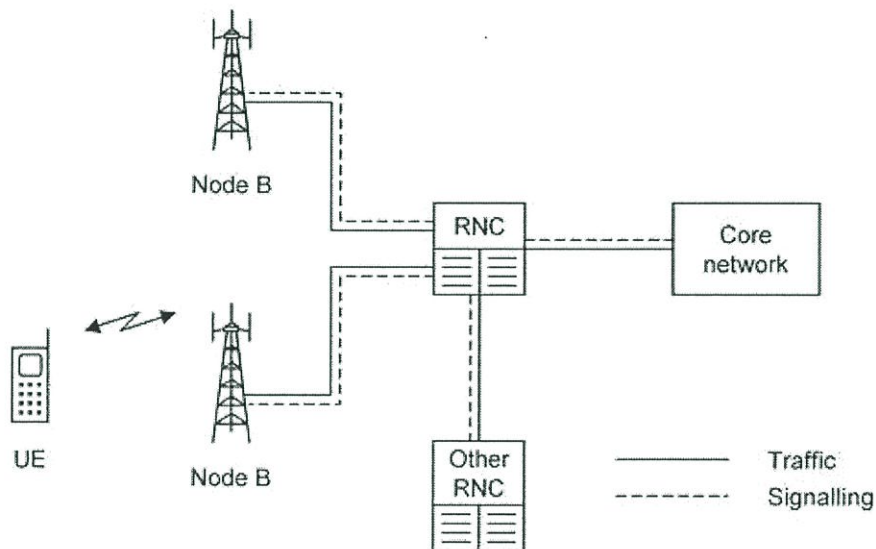 Node B
RNC
Core
network
UE
Node B
Other
RNC
Traffic
Signalling